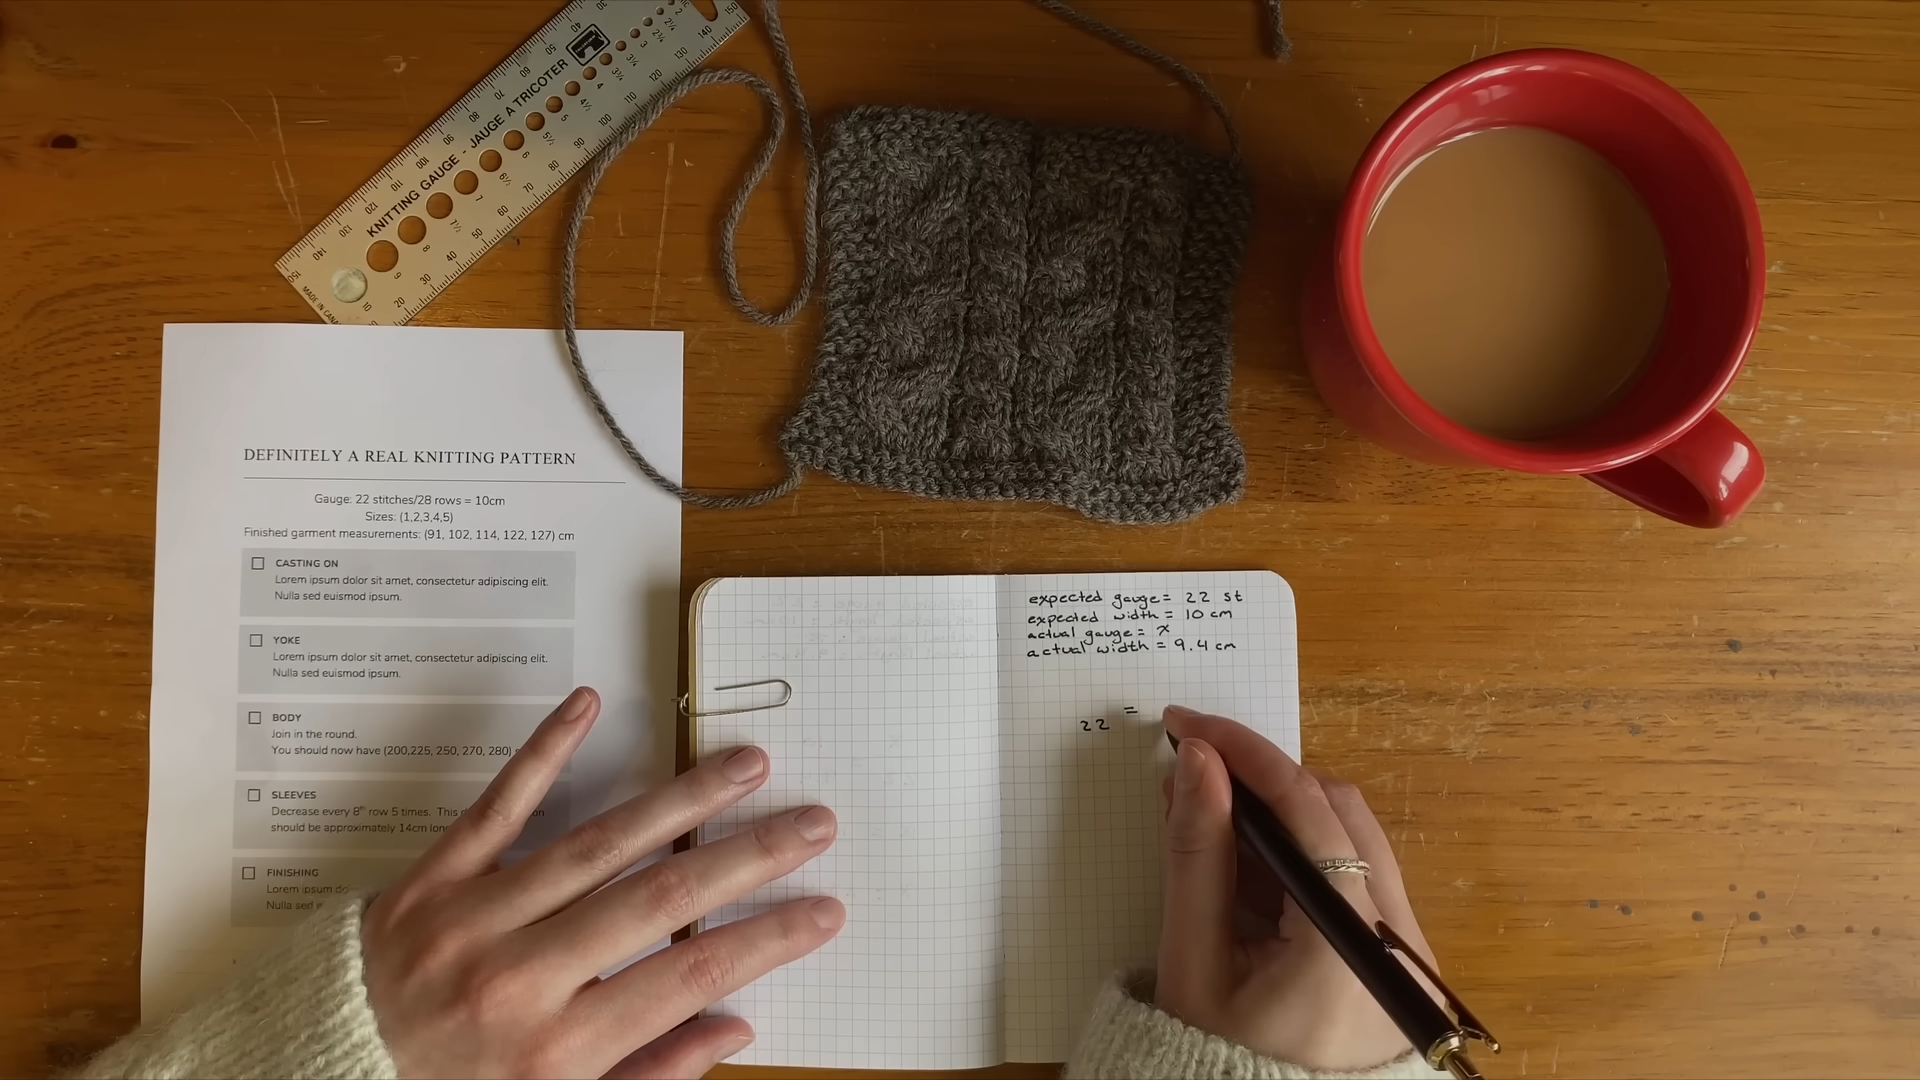 KNITTING GAUGE - JAUGE A TRICOTER
MADE IN
DEFINITELY A REAL KNITTING PATTERN
Gauge: 22 stitches/28 rows = 10cm
Sizes: (1,2,3,4,5)
Finished garment measurements: (91, 102, 114, 122, 127) cm
CASTING ON
Lorem ipsum dolor sit amet, consectetur adipiscing elit.
Nulla sed euismod ipsum.
YOKE
Lorem ipsum dolor sit amet, consectetur adipiscing elit.
Nulla sed euismod ipsum.
BODY
Join in the round.
You should now have (200,225, 250, 270, 280)
SLEEVES
Decrease every 8th row 5 times. This
should be approximately 14cm
FINISHING
Lorem ipsum
Nulla sed
expected gauge = 22 st
expected width = 10 cm
actual gauge = x
actual width = 9.4 cm
22 =